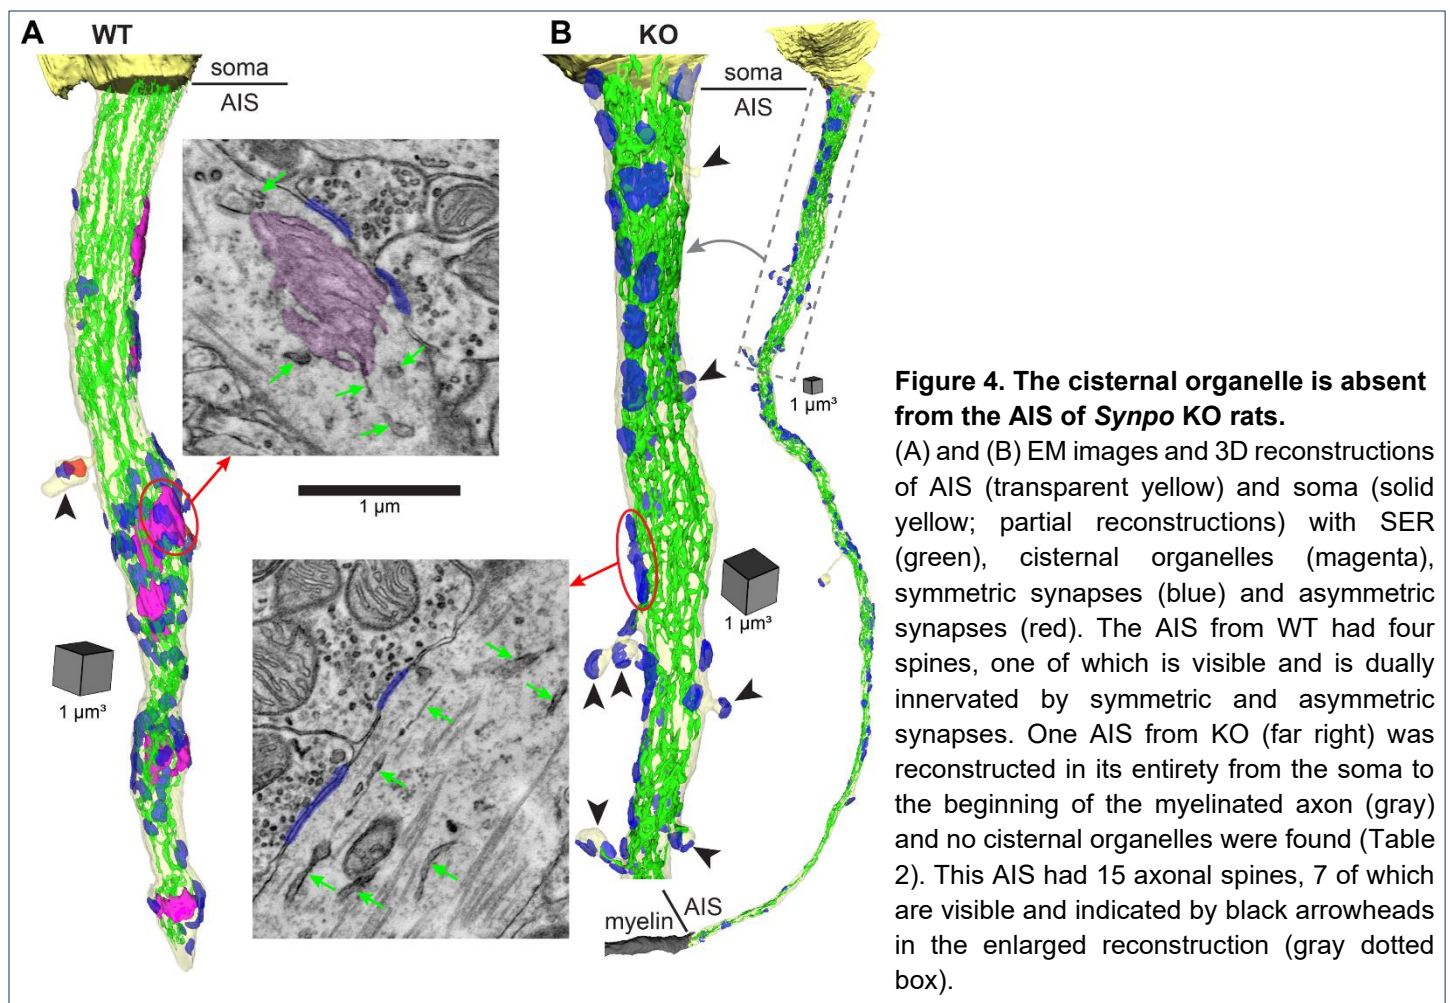 A WT
soma
AIS
1 µm
1 µm³
B KO
soma
AIS
1 µm³
1 µm³
myelin
AIS
Figure 4. The cisternal organelle is absent
from the AIS of Synpo KO rats.
(A) and (B) EM images and 3D reconstructions
of AIS (transparent yellow) and soma (solid
yellow; partial reconstructions) with SER
(green), cisternal organelles (magenta),
symmetric synapses (blue) and asymmetric
synapses (red). The AIS from WT had four
spines, one of which is visible and is dually
innervated by symmetric and asymmetric
synapses. One AIS from KO (far right) was
reconstructed in its entirety from the soma to
the beginning of the myelinated axon (gray)
and no cisternal organelles were found (Table
2). This AIS had 15 axonal spines, 7 of which
are visible and indicated by black arrowheads
in the enlarged reconstruction (gray dotted
box).